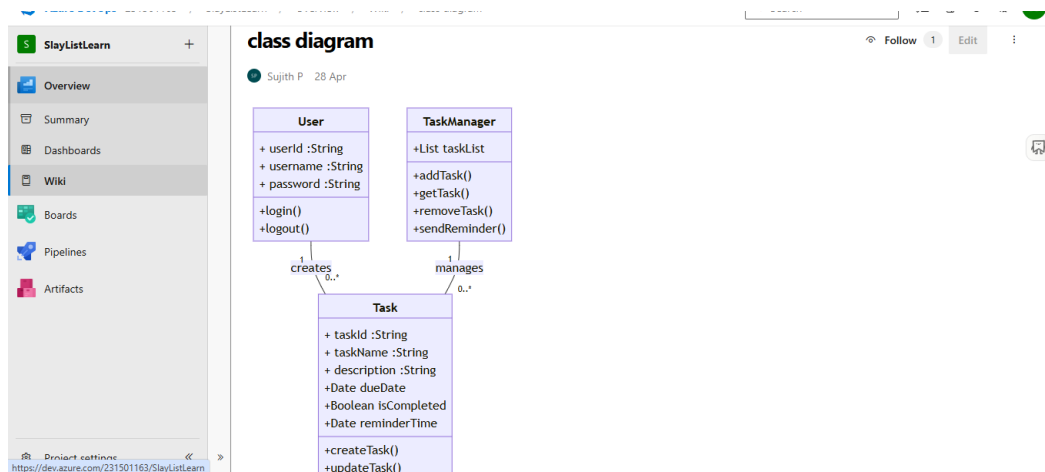 S SlayListLearn +
class diagram
Follow 1 Edit
SP Sujith P 28 Apr
Overview
Summary
Dashboards
Wiki
Boards
Pipelines
Artifacts
User
+ userId :String
+ username :String
+ password :String
+login()
+logout()
TaskManager
+List taskList
+addTask()
+getTask()
+removeTask()
+sendReminder()
1
creates
0..*
1
manages
0..*
Task
+ taskId :String
+ taskName :String
+ description :String
+Date dueDate
+Boolean isCompleted
+Date reminderTime
+createTask()
+updateTask()
Project settings
https://dev.azure.com/231501163/SlayListLearn